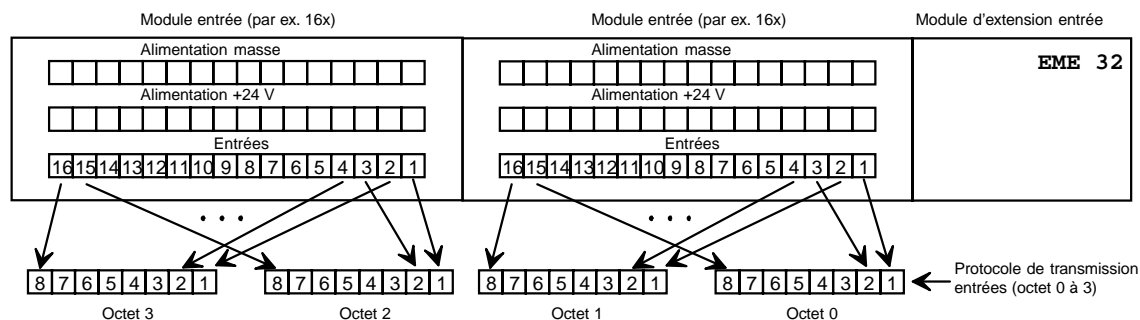 Module entrée (par ex. 16x) Module entrée (par ex. 16x) Module d'extension entrée
Alimentation masse Alimentation masse
EME 32
Alimentation +24 V Alimentation +24 V
Entrées Entrées
16 15 14 13 12 11 10 9 8 7 6 5 4 3 2 1 16 15 14 13 12 11 10 9 8 7 6 5 4 3 2 1
. . . . . .
8 7 6 5 4 3 2 1 8 7 6 5 4 3 2 1 8 7 6 5 4 3 2 1 8 7 6 5 4 3 2 1
Protocole de transmission
entrées (octet 0 à 3)
Octet 3 Octet 2 Octet 1 Octet 0